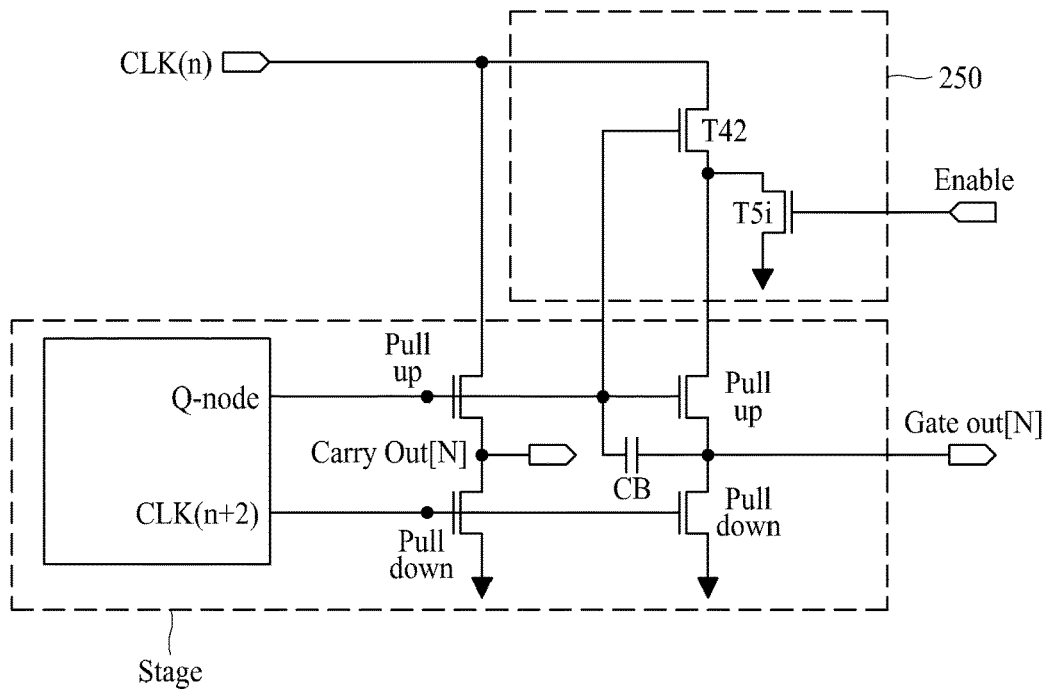 CLK(n)
250
T42
Enable
T5i
Pull
up
Q-node
Pull
up
Gate out[N]
Carry Out[N]
CB
CLK(n+2)
Pull
down
Pull
down
Stage